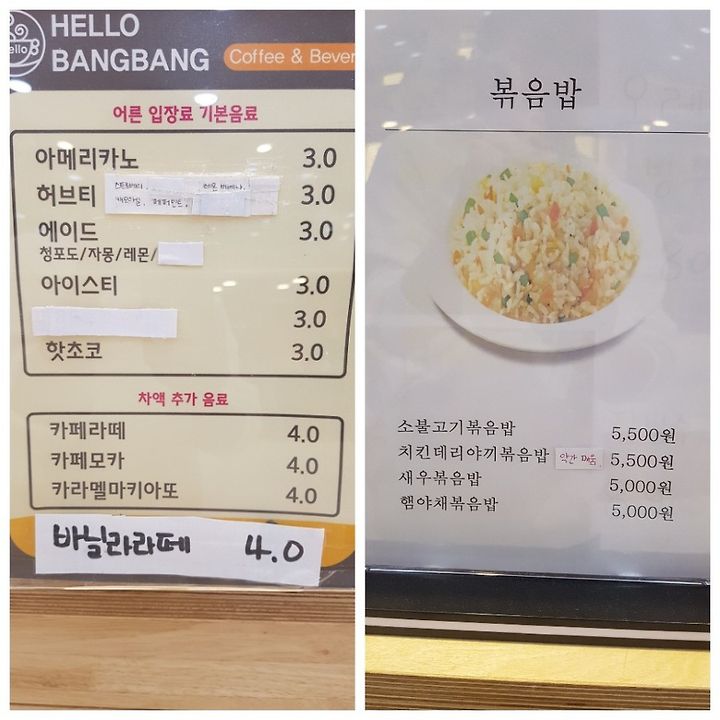 Hello
HELLO
BANGBANG
Coffee & Bever
어른 입장료 기본음료
아메리카노 3.0
허브티 3.0
에이드 3.0
청포도/자몽/레몬/
아이스티 3.0
3.0
핫초코 3.0
차액 추가 음료
카페라떼 4.0
카페모카 4.0
카라멜마키아또 4.0
바닐라라떼 4.0
볶음밥
소불고기볶음밥 5,500원
치킨데리야끼볶음밥 약간 매움 5,500원
새우볶음밥 5,000원
햄야채볶음밥 5,000원